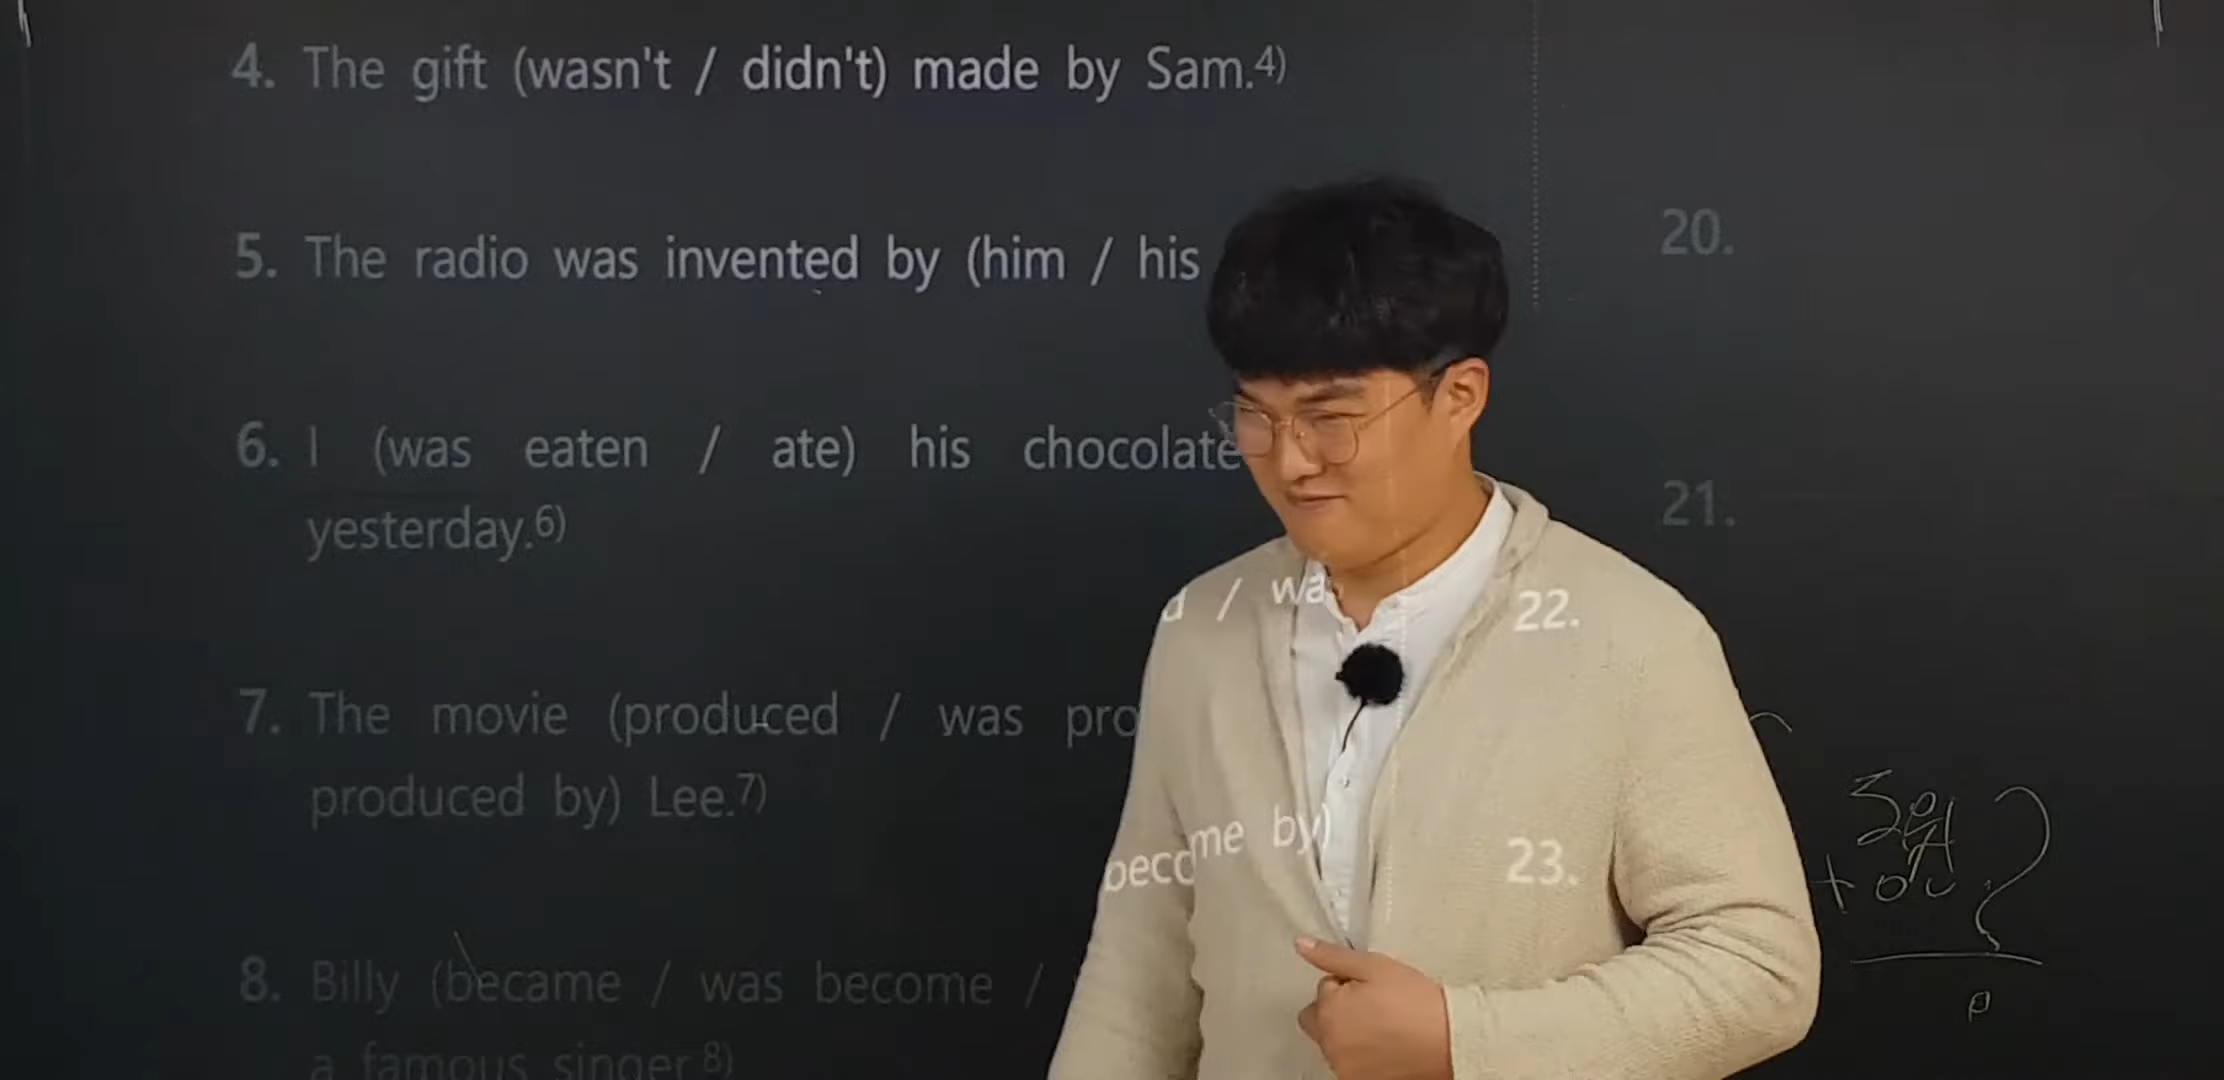 4. The gift (wasn't / didn't) made by Sam.4)
5. The radio was invented by (him / his
6. I (was eaten / ate) his chocolate
yesterday.6)
7. The movie (produced / was
produced by) Lee.7)
8. Billy (became / was become /
become by)
a famous singer.8)
20.
21.
22.
23.